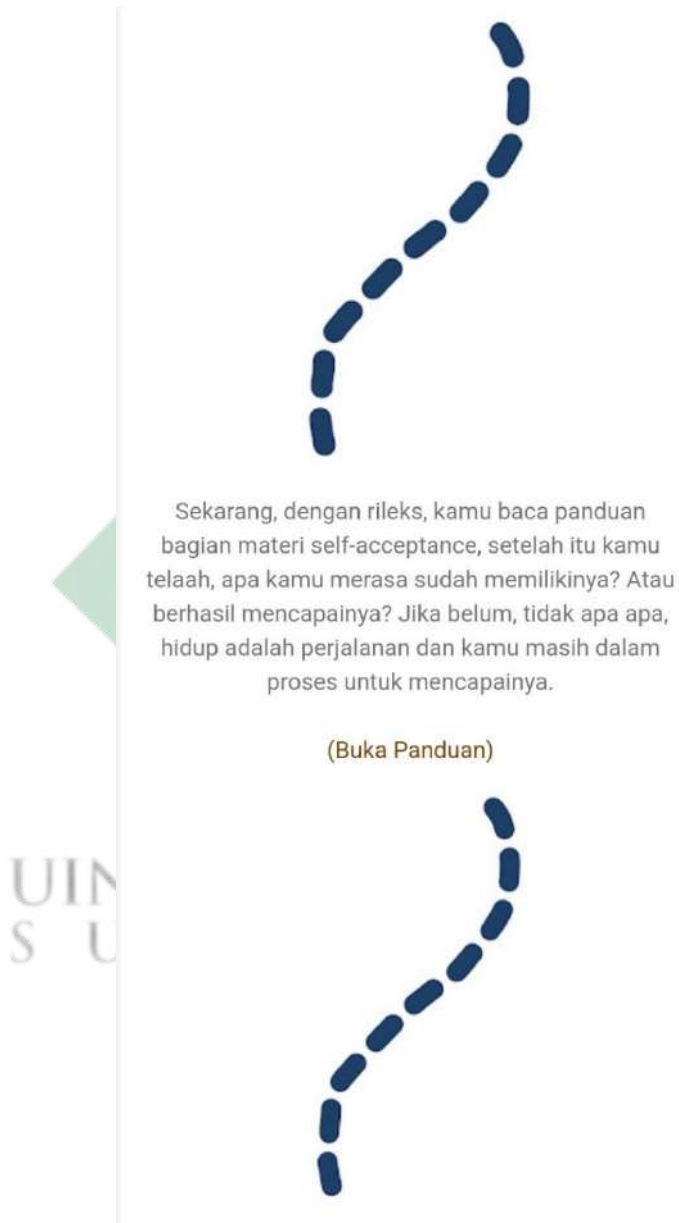 Sekarang, dengan rileks, kamu baca panduan
bagian materi self-acceptance, setelah itu kamu
telaah, apa kamu merasa sudah memilikinya? Atau
berhasil mencapainya? Jika belum, tidak apa apa,
hidup adalah perjalanan dan kamu masih dalam
proses untuk mencapainya.
(Buka Panduan)
UIN
S U